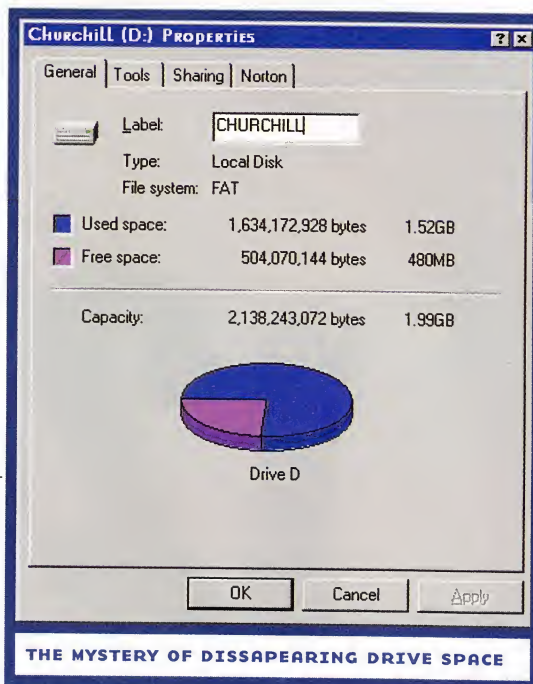 Churchill (D:) Properties ? ×
General Tools Sharing Norton
Label: CHURCHILL
Type: Local Disk
File system: FAT
Used space: 1,634,172,928 bytes 1.52GB
Free space: 504,070,144 bytes 480MB
Capacity: 2,138,243,072 bytes 1.99GB
Drive D
OK Cancel Apply
THE MYSTERY OF DISSAPEARING DRIVE SPACE